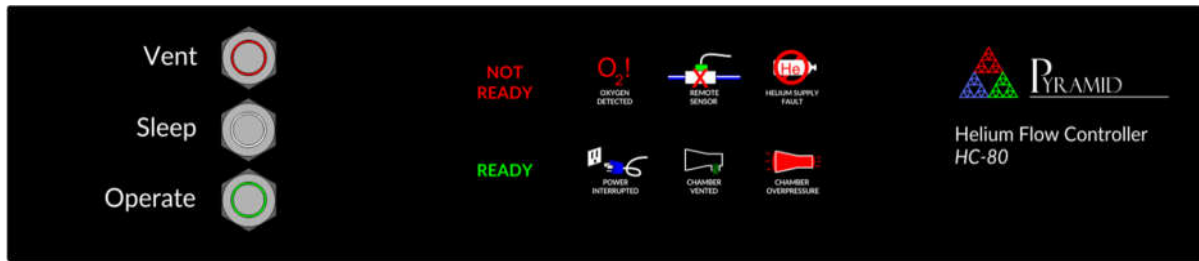 Vent
Sleep
Operate
NOT
READY
O₂!
OXYGEN
DETECTED
REMOTE
SENSOR
He
HELIUM SUPPLY
FAULT
READY
POWER
INTERRUPTED
CHAMBER
VENTED
CHAMBER
OVERPRESSURE
PYRAMID
Helium Flow Controller
HC-80